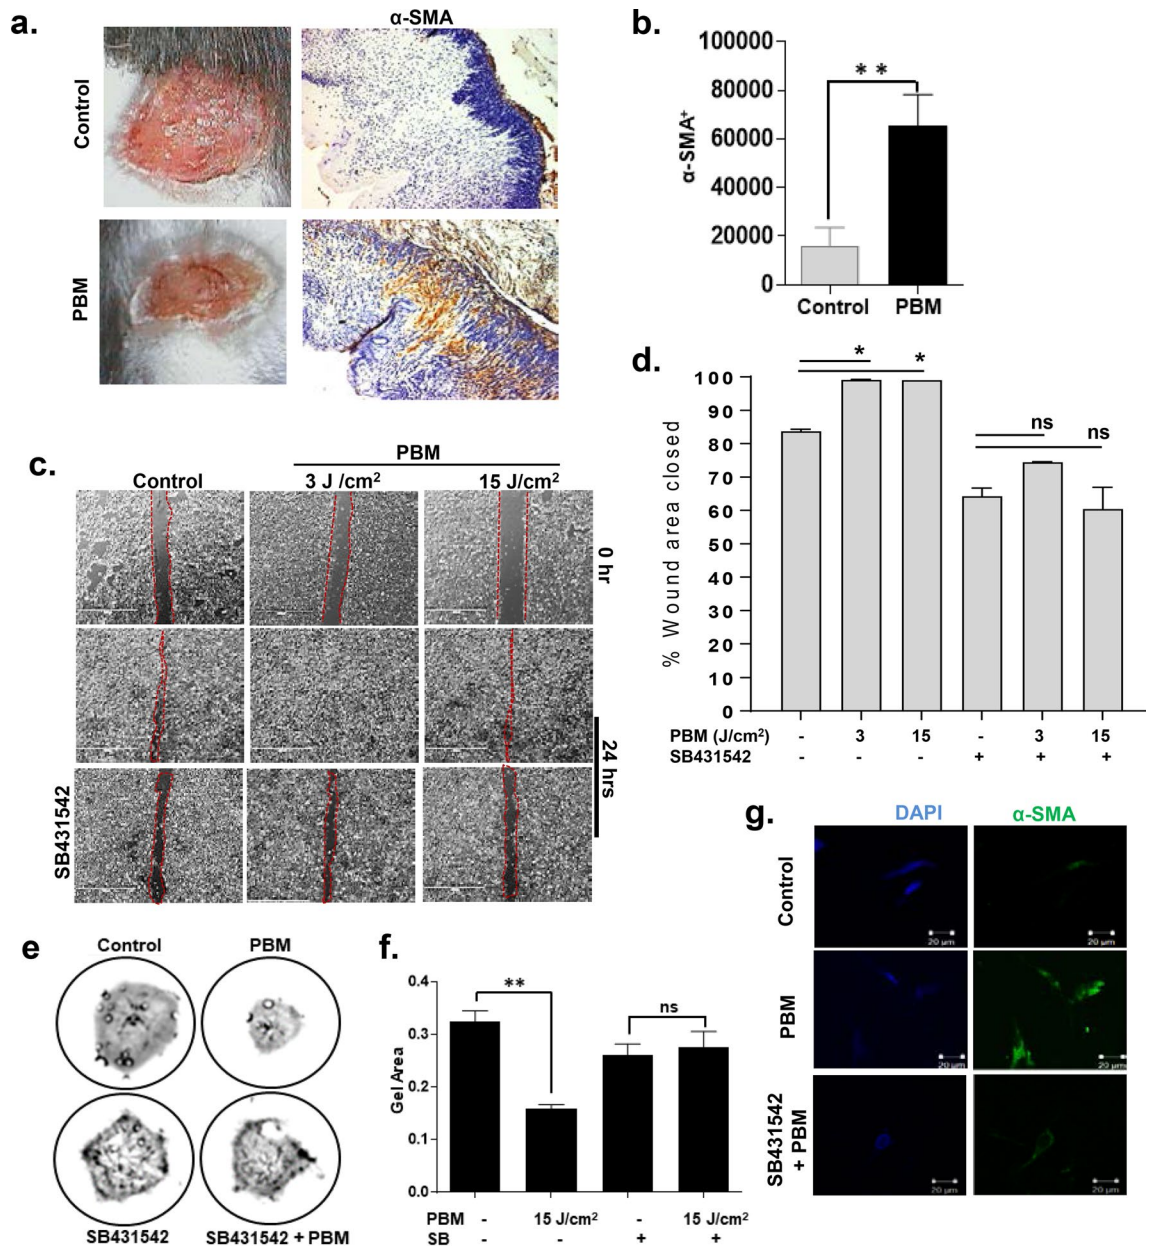 a.
α-SMA
Control
PBM
b.
100000
80000
60000
40000
20000
0
α-SMA⁺
**
Control PBM
c.
PBM
Control 3 J /cm² 15 J/cm²
0 hr
24 hrs
SB431542
d.
* *
ns ns
100
90
80
70
60
50
40
30
20
10
0
% Wound area closed
PBM (J/cm²) - 3 15 - 3 15
SB431542 - - - + + +
e
Control PBM
SB431542 SB431542 + PBM
f.
0.4
0.3
0.2
0.1
0.0
Gel Area
** ns
PBM - 15 J/cm² - 15 J/cm²
SB - - + +
g.
DAPI α-SMA
Control
20 µm 20 µm
PBM
20 µm 20 µm
SB431542
+ PBM
20 µm 20 µm